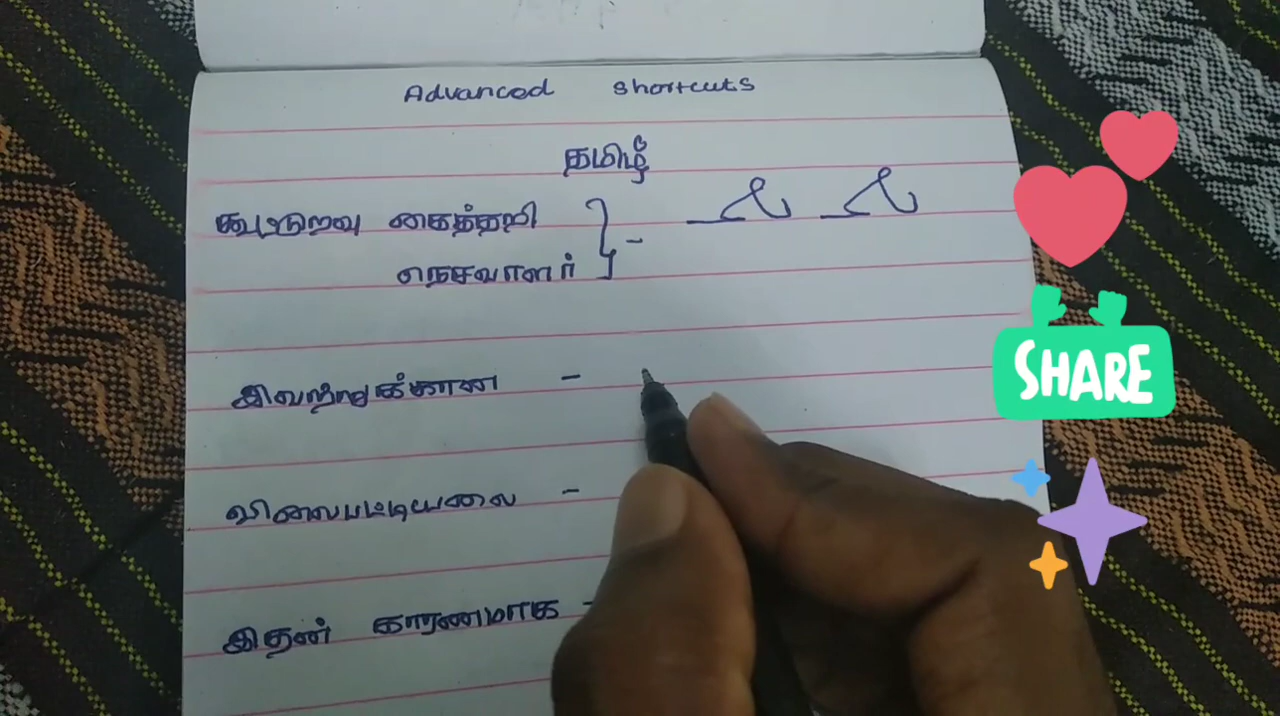 Advanced Shortcuts
தமிழ்
கூட்டுறவு கைத்தறி
நெசவாளர் } -
இவற்றுக்கான -
விலைபட்டியலை -
இதன் காரணமாக -
SHARE